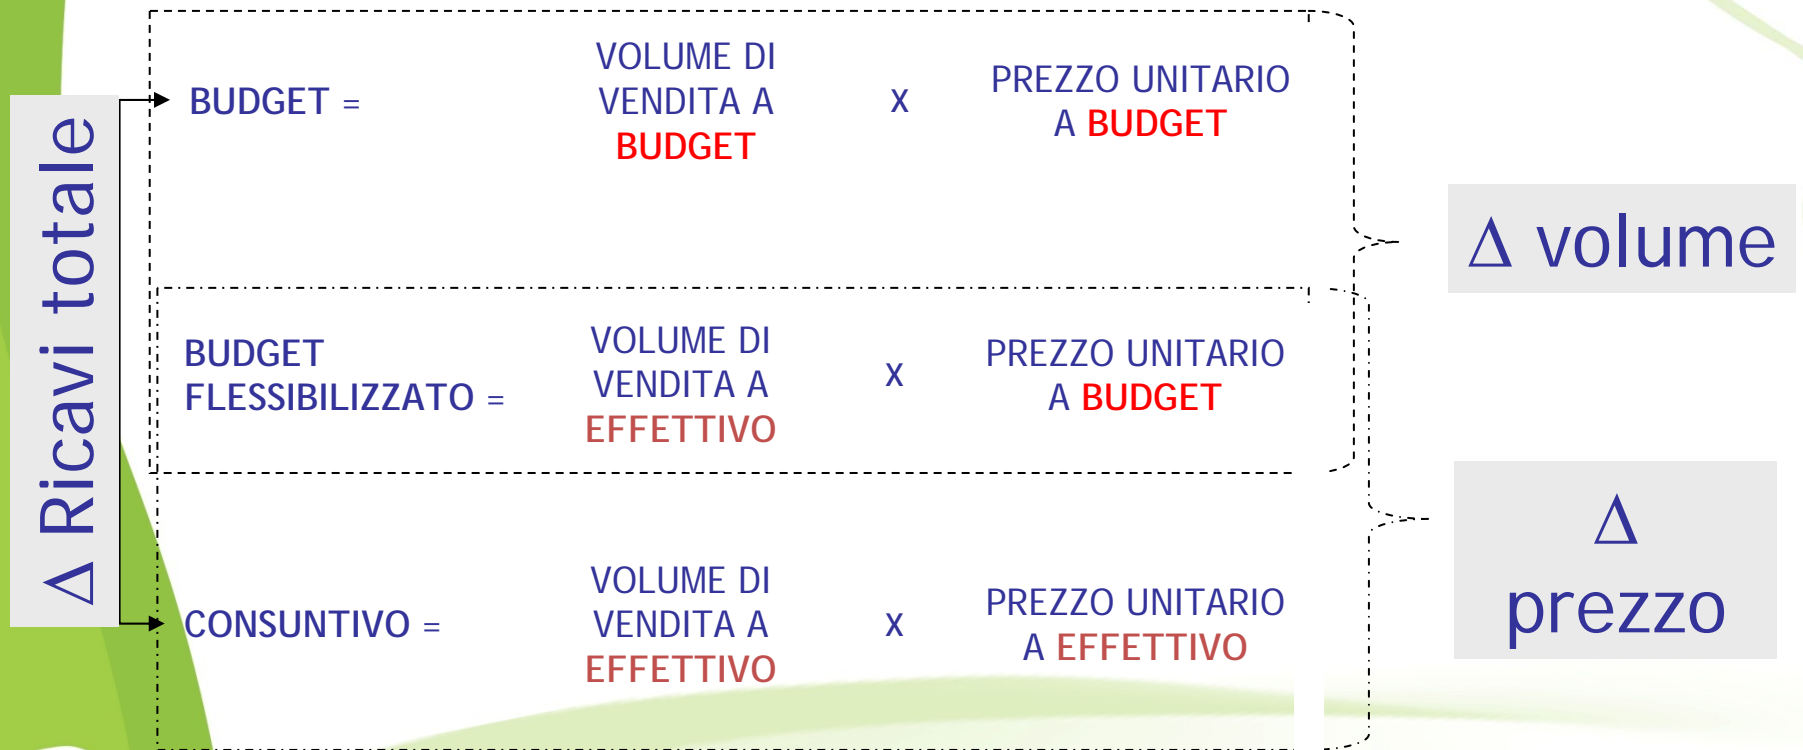 Δ Ricavi totale
BUDGET =
VOLUME DI
VENDITA A
BUDGET
X
PREZZO UNITARIO
A BUDGET
Δ volume
BUDGET
FLESSIBILIZZATO =
VOLUME DI
VENDITA A
EFFETTIVO
X
PREZZO UNITARIO
A BUDGET
Δ
prezzo
CONSUNTIVO =
VOLUME DI
VENDITA A
EFFETTIVO
X
PREZZO UNITARIO
A EFFETTIVO